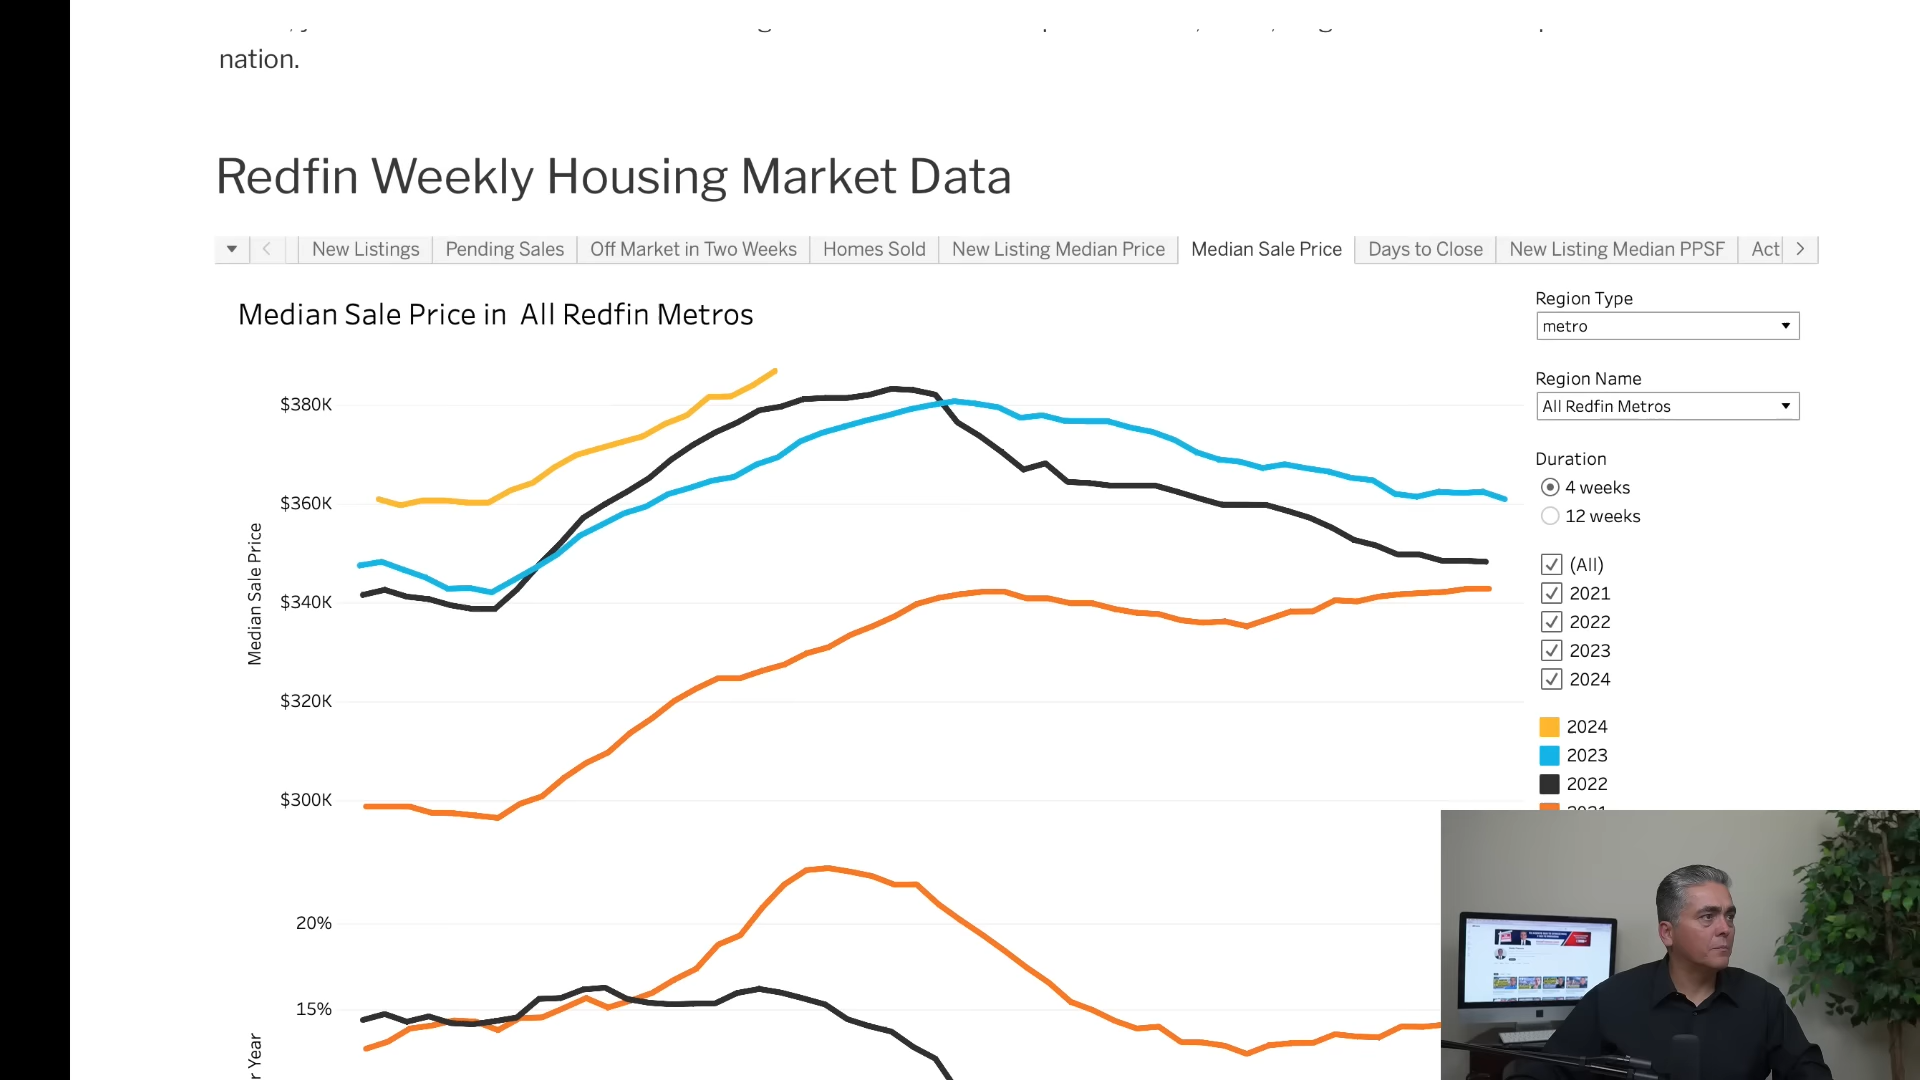 nation.
Redfin Weekly Housing Market Data
New Listings
Pending Sales
Off Market in Two Weeks
Homes Sold
New Listing Median Price
Median Sale Price
Days to Close
New Listing Median PPSF
Act
Median Sale Price in All Redfin Metros
Region Type
metro
Region Name
All Redfin Metros
Duration
4 weeks
12 weeks
(All)
2021
2022
2023
2024
2024
2023
2022
Median Sale Price
$380K
$360K
$340K
$320K
$300K
20%
15%
r Year